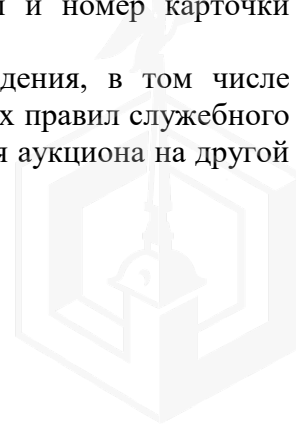 и номер карточки
дения, в том числе
х правил служебного
я аукциона на другой